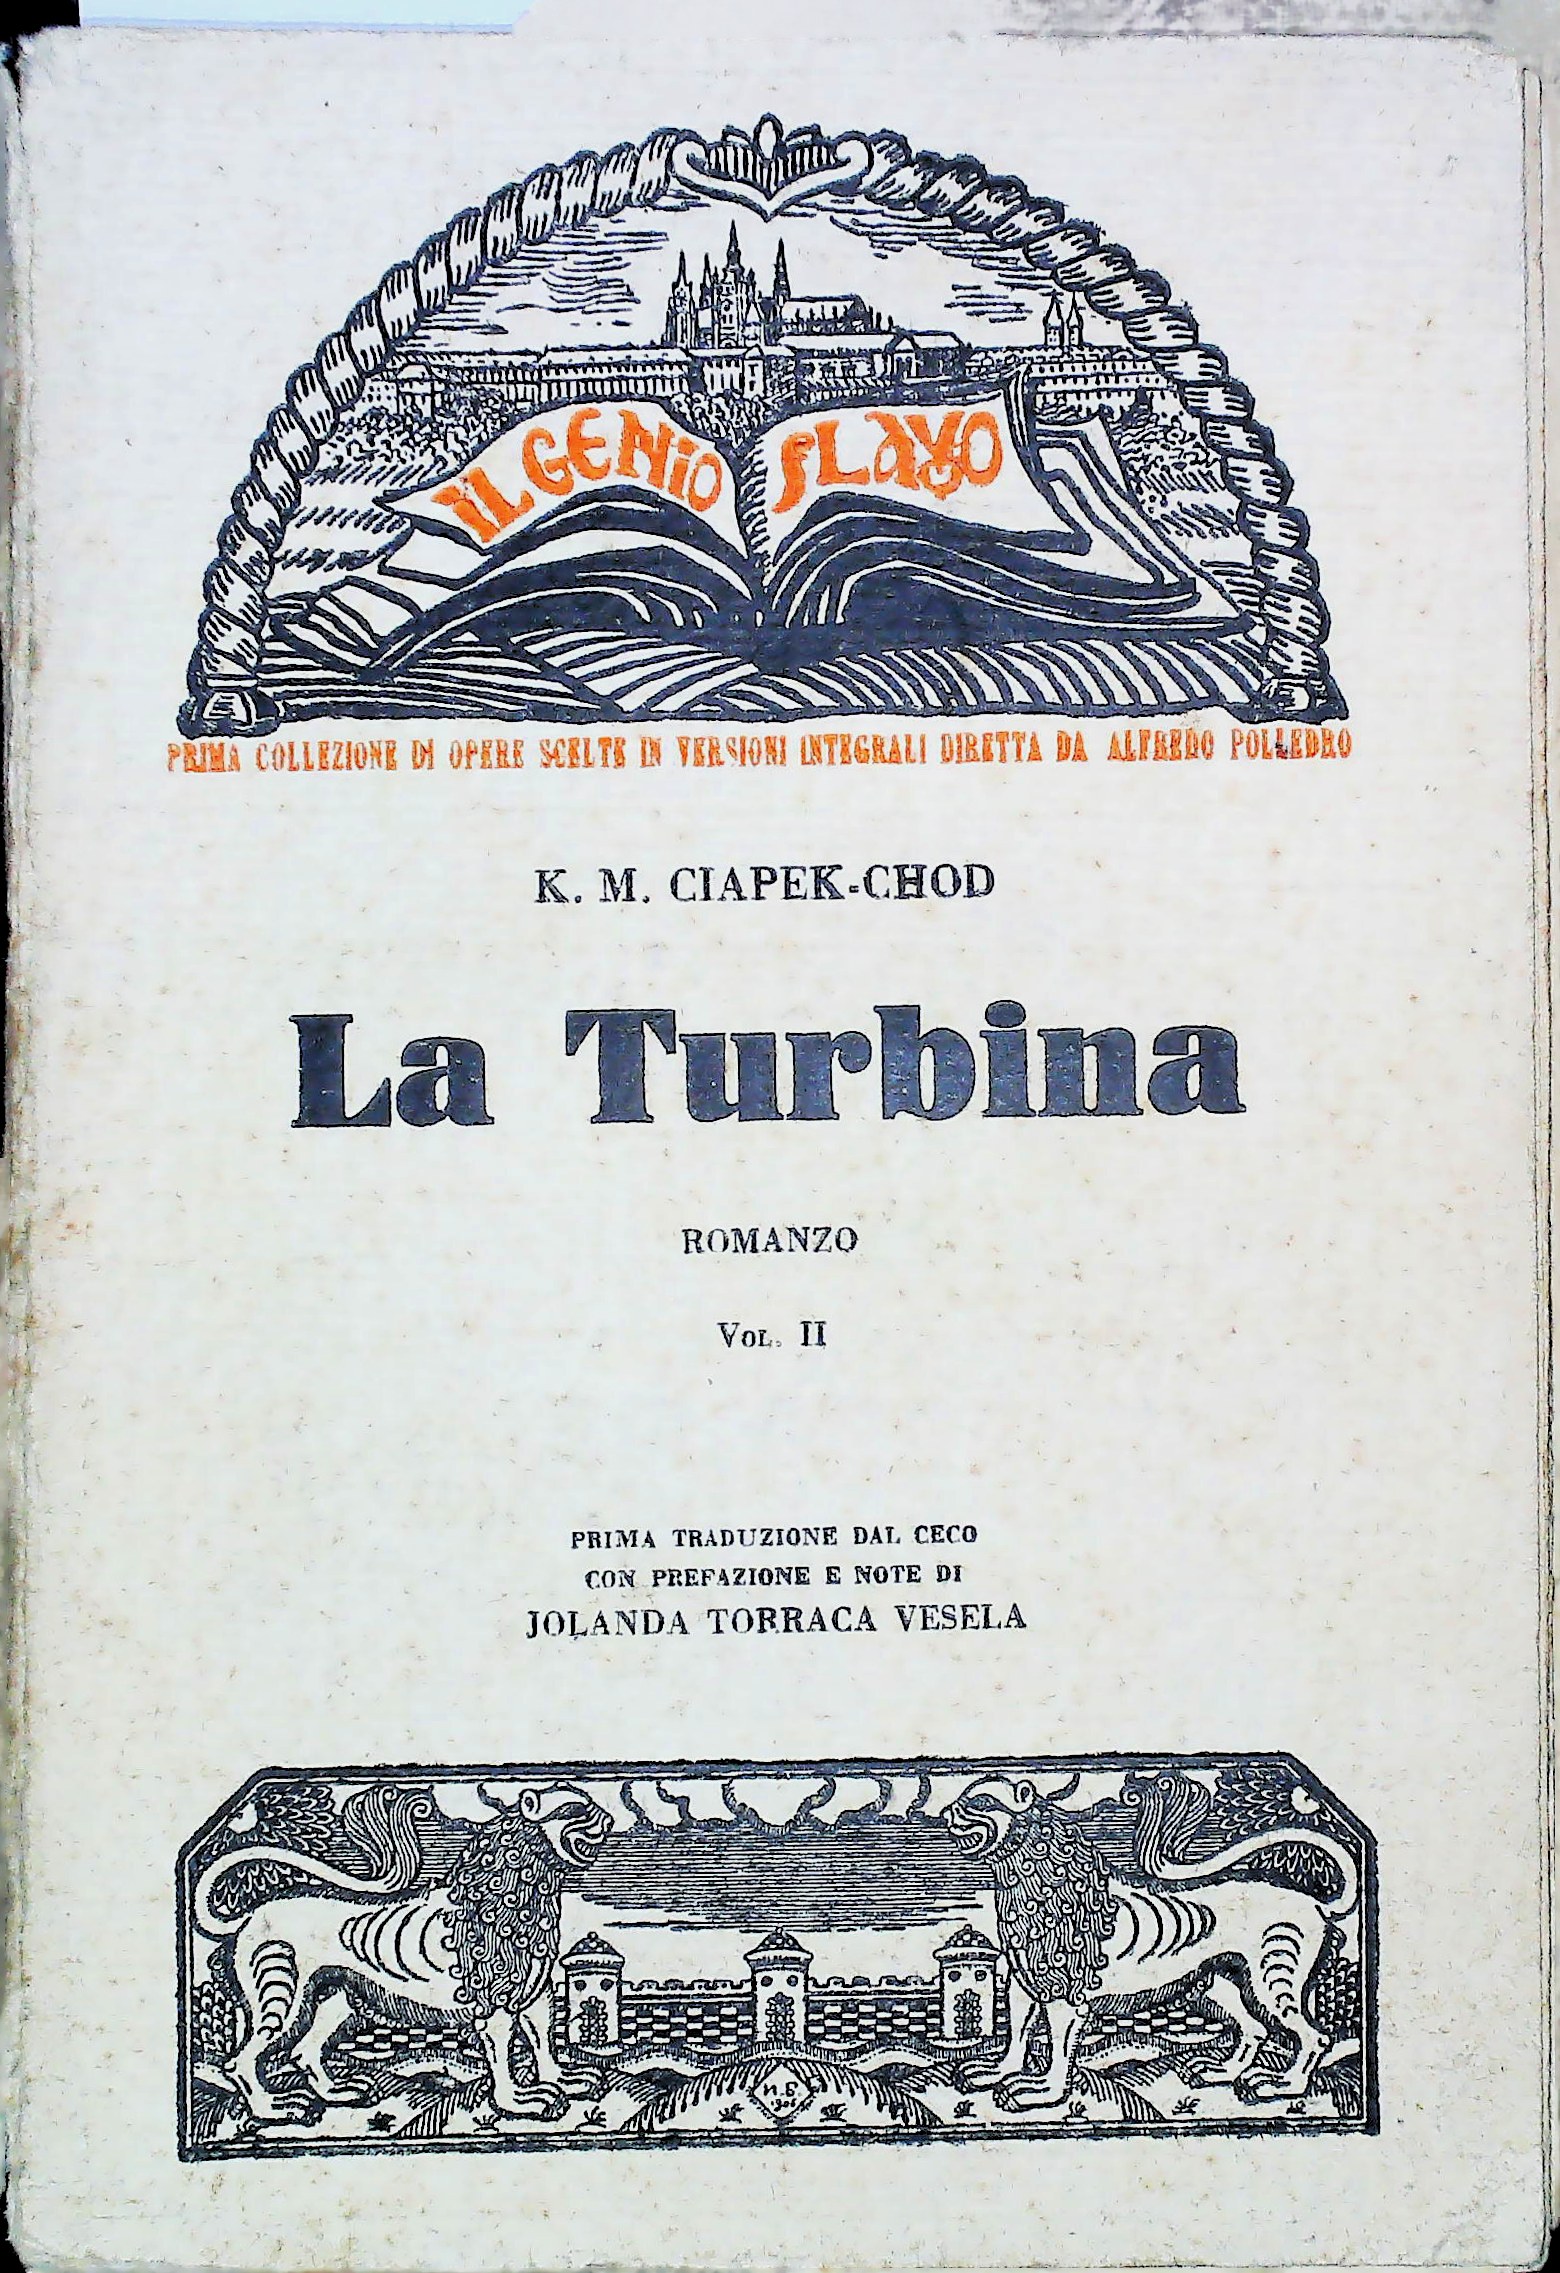 IL GENIO SLAVO
PRIMA COLLEZIONE DI OPERE SCELTE IN VERSIONI INTEGRALI DIRETTA DA ALFREDO POLLEDRO
K. M. CIAPEK-CHOD
La Turbina
ROMANZO
VOL. II
PRIMA TRADUZIONE DAL CECO
CON PREFAZIONE E NOTE DI
JOLANDA TORRACA VESELA